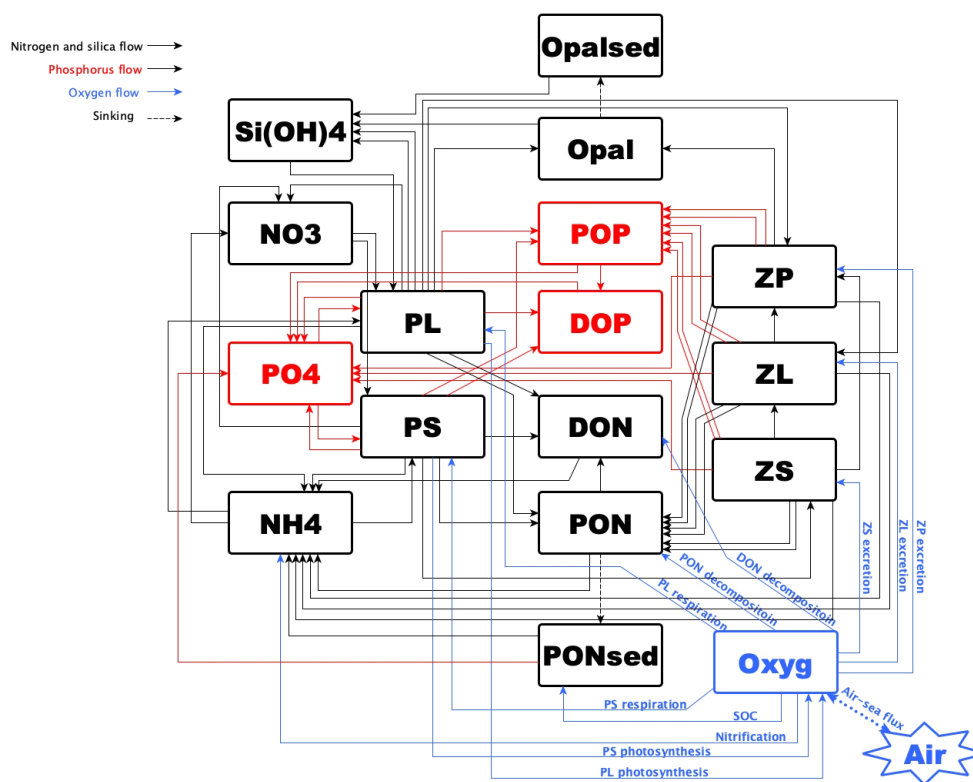 Opalsed
Nitrogen and silica flow
Phosphorus flow
Oxygen flow
Sinking
Si(OH)4
Opal
NO3
POP
ZP
PL
DOP
PO4
ZL
PS
DON
ZS
NH4
PON
ZS excretion
ZL excretion
ZP excretion
DON decompositoin
PON decompositoin
PL respiration
PONsed
Oxyg
PS respiration
SOC
Air-sea flux
Nitrification
PS photosynthesis
Air
PL photosynthesis